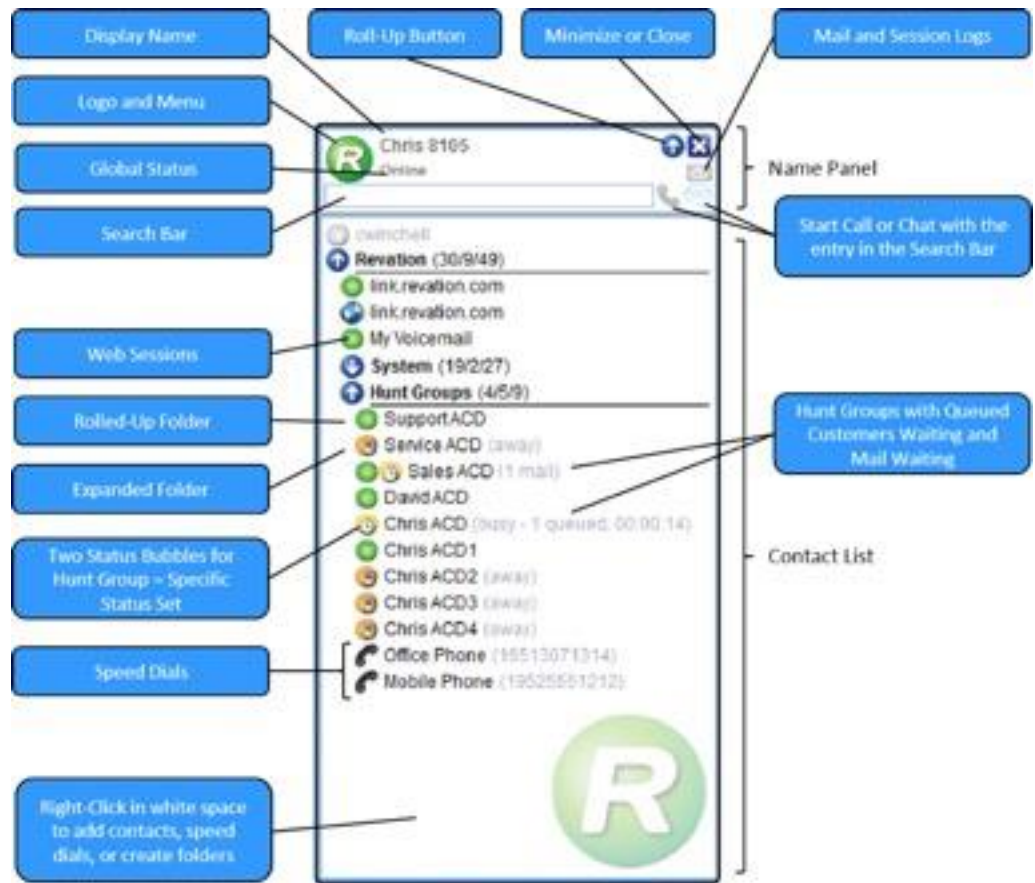 Display Name
Roll-Up Button
Minimize or Close
Mail and Session Logs
Logo and Menu
Global Status
Search Bar
R
Chris 8165
Online
Name Panel
Start Call or Chat with the
entry in the Search Bar
cwinchell
Revation (30/9/49)
link.revation.com
link.revation.com
My Voicemail
System (19/2/27)
Hunt Groups (4/5/9)
Support ACD
Service ACD (away)
Sales ACD (1 mail)
David ACD
Chris ACD (busy - 1 queued, 00:00:14)
Chris ACD1
Chris ACD2 (away)
Chris ACD3 (away)
Chris ACD4 (away)
Office Phone (16513071314)
Mobile Phone (19525551212)
R
Web Sessions
Rolled-Up Folder
Expanded Folder
Two Status Bubbles for
Hunt Group – Specific
Status Set
Speed Dials
Right-Click in white space
to add contacts, speed
dials, or create folders
Hunt Groups with Queued
Customers Waiting and
Mail Waiting
Contact List